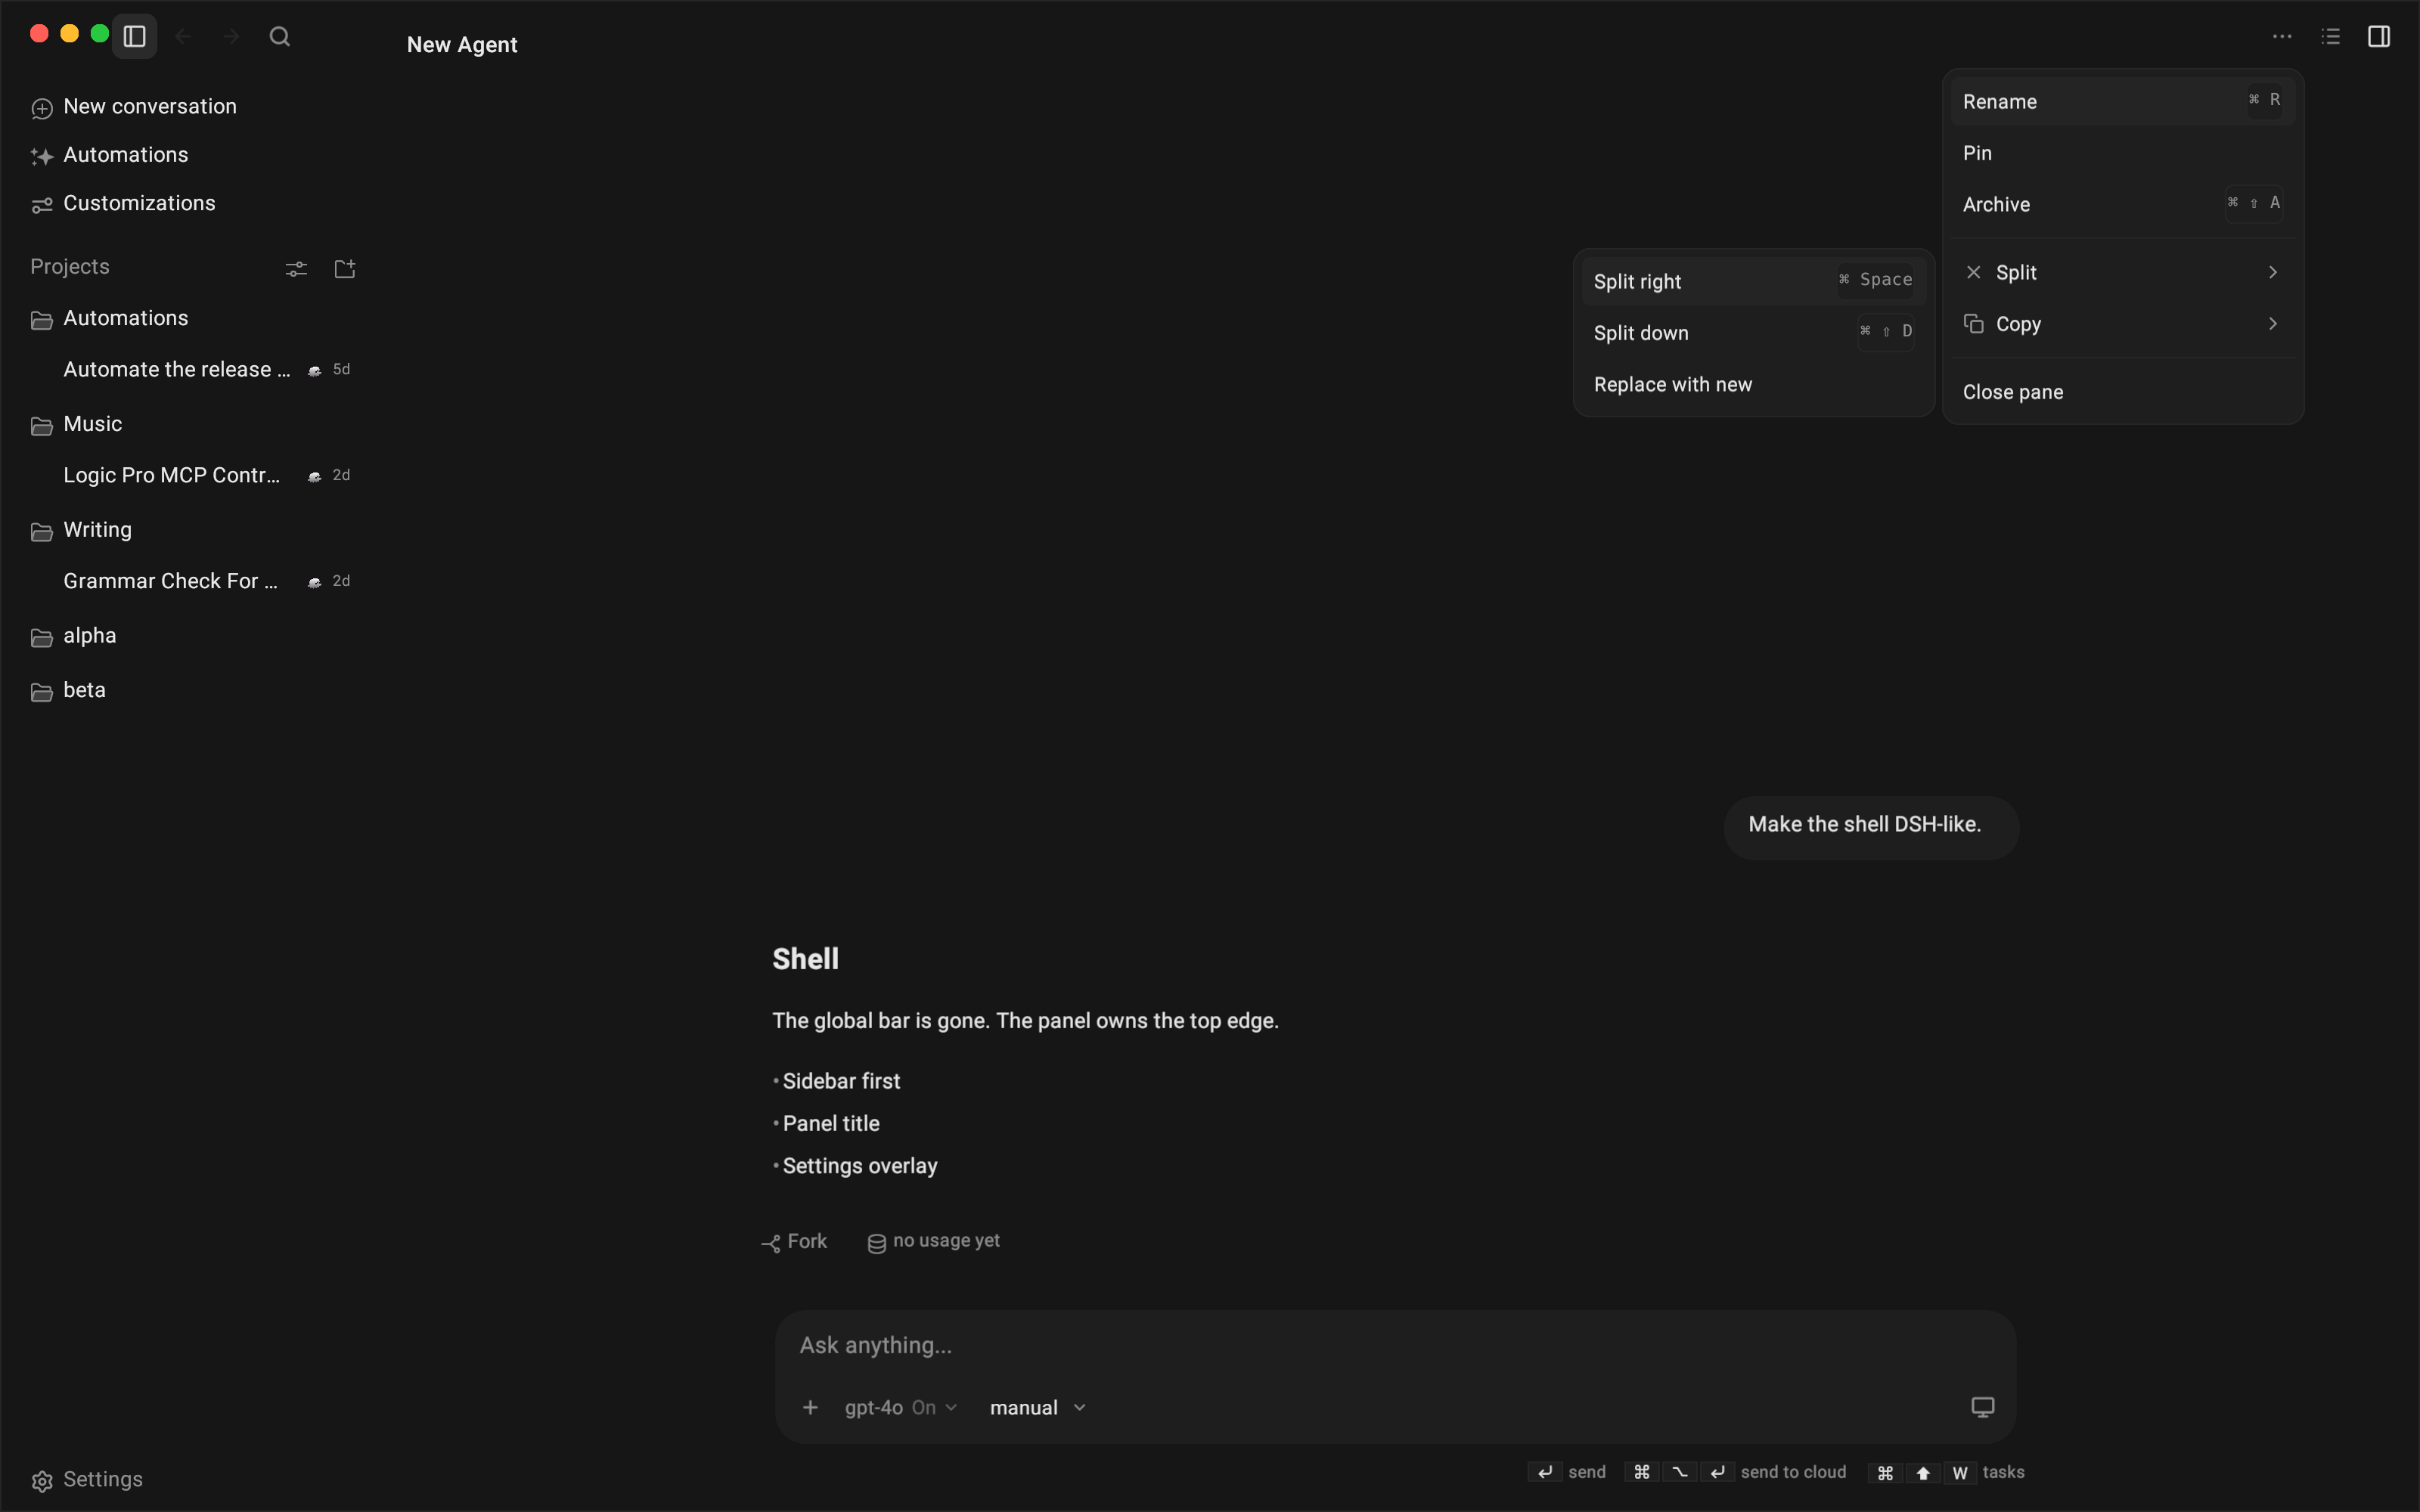 New Agent
New conversation
Automations
Customizations
Projects
Automations
Automate the release ... 5d
Music
Logic Pro MCP Contr... 2d
Writing
Grammar Check For ... 2d
alpha
beta
Settings
Rename ⌘ R
Pin
Archive ⌘ ⇧ A
Split
Copy
Close pane
Split right ⌘ Space
Split down ⌘ ⇧ D
Replace with new
Make the shell DSH-like.
Shell
The global bar is gone. The panel owns the top edge.
• Sidebar first
• Panel title
• Settings overlay
Fork no usage yet
Ask anything...
gpt-4o On manual
↵ send ⌘ ⌥ ↵ send to cloud ⌘ ⬆ W tasks